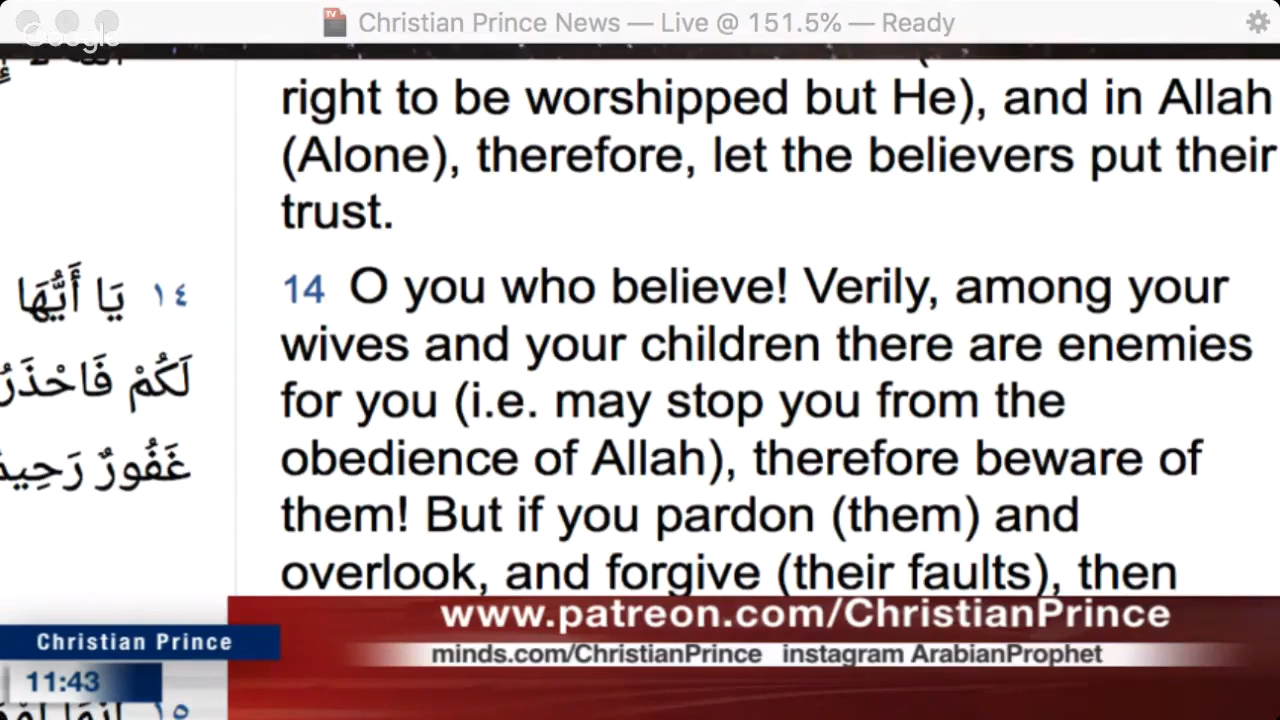 Christian Prince News — Live @ 151.5% — Ready
Google
right to be worshipped but He), and in Allah
(Alone), therefore, let the believers put their
trust.
١٤ يَا أَيُّهَا
لَكُمْ
غَفُورٌ
14 O you who believe! Verily, among your
wives and your children there are enemies
for you (i.e. may stop you from the
obedience of Allah), therefore beware of
them! But if you pardon (them) and
overlook, and forgive (their faults), then
www.patreon.com/ChristianPrince
Christian Prince
minds.com/ChristianPrince instagram ArabianProphet
11:43
١٥